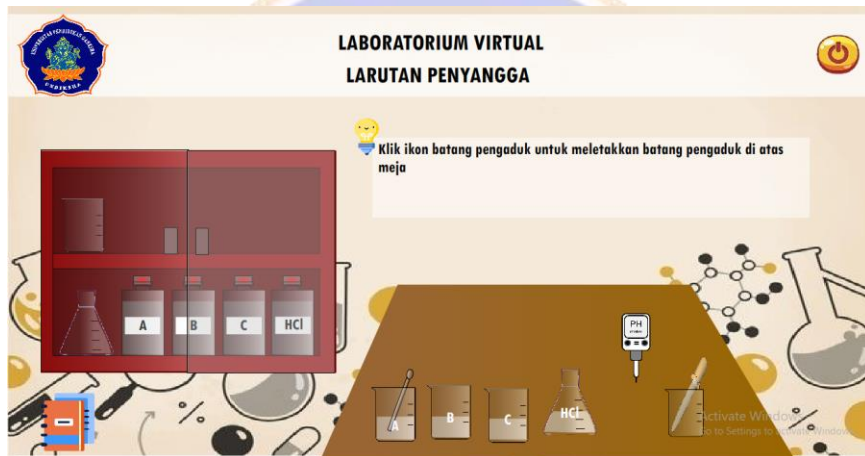 LABORATORIUM VIRTUAL
LARUTAN PENYANGGA
Klik ikon batang pengaduk untuk meletakkan batang pengaduk di atas
meja
A
B
C
HCl
PH
A
B
C
HCl
Activate Windows
Go to Settings to activate Windows.